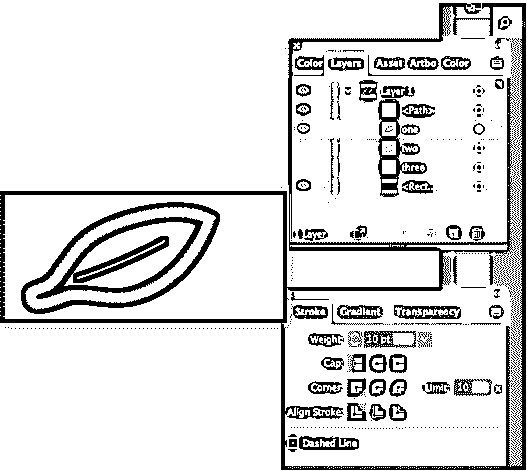 Color Layers Asset Artbo Color
Layer 1
<Path>
one
two
three
<Rect...
1 Layer
Stroke Gradient Transparency
Weight: 10 pt
Cap:
Corner: Limit: 10 x
Align Stroke:
Dashed Line